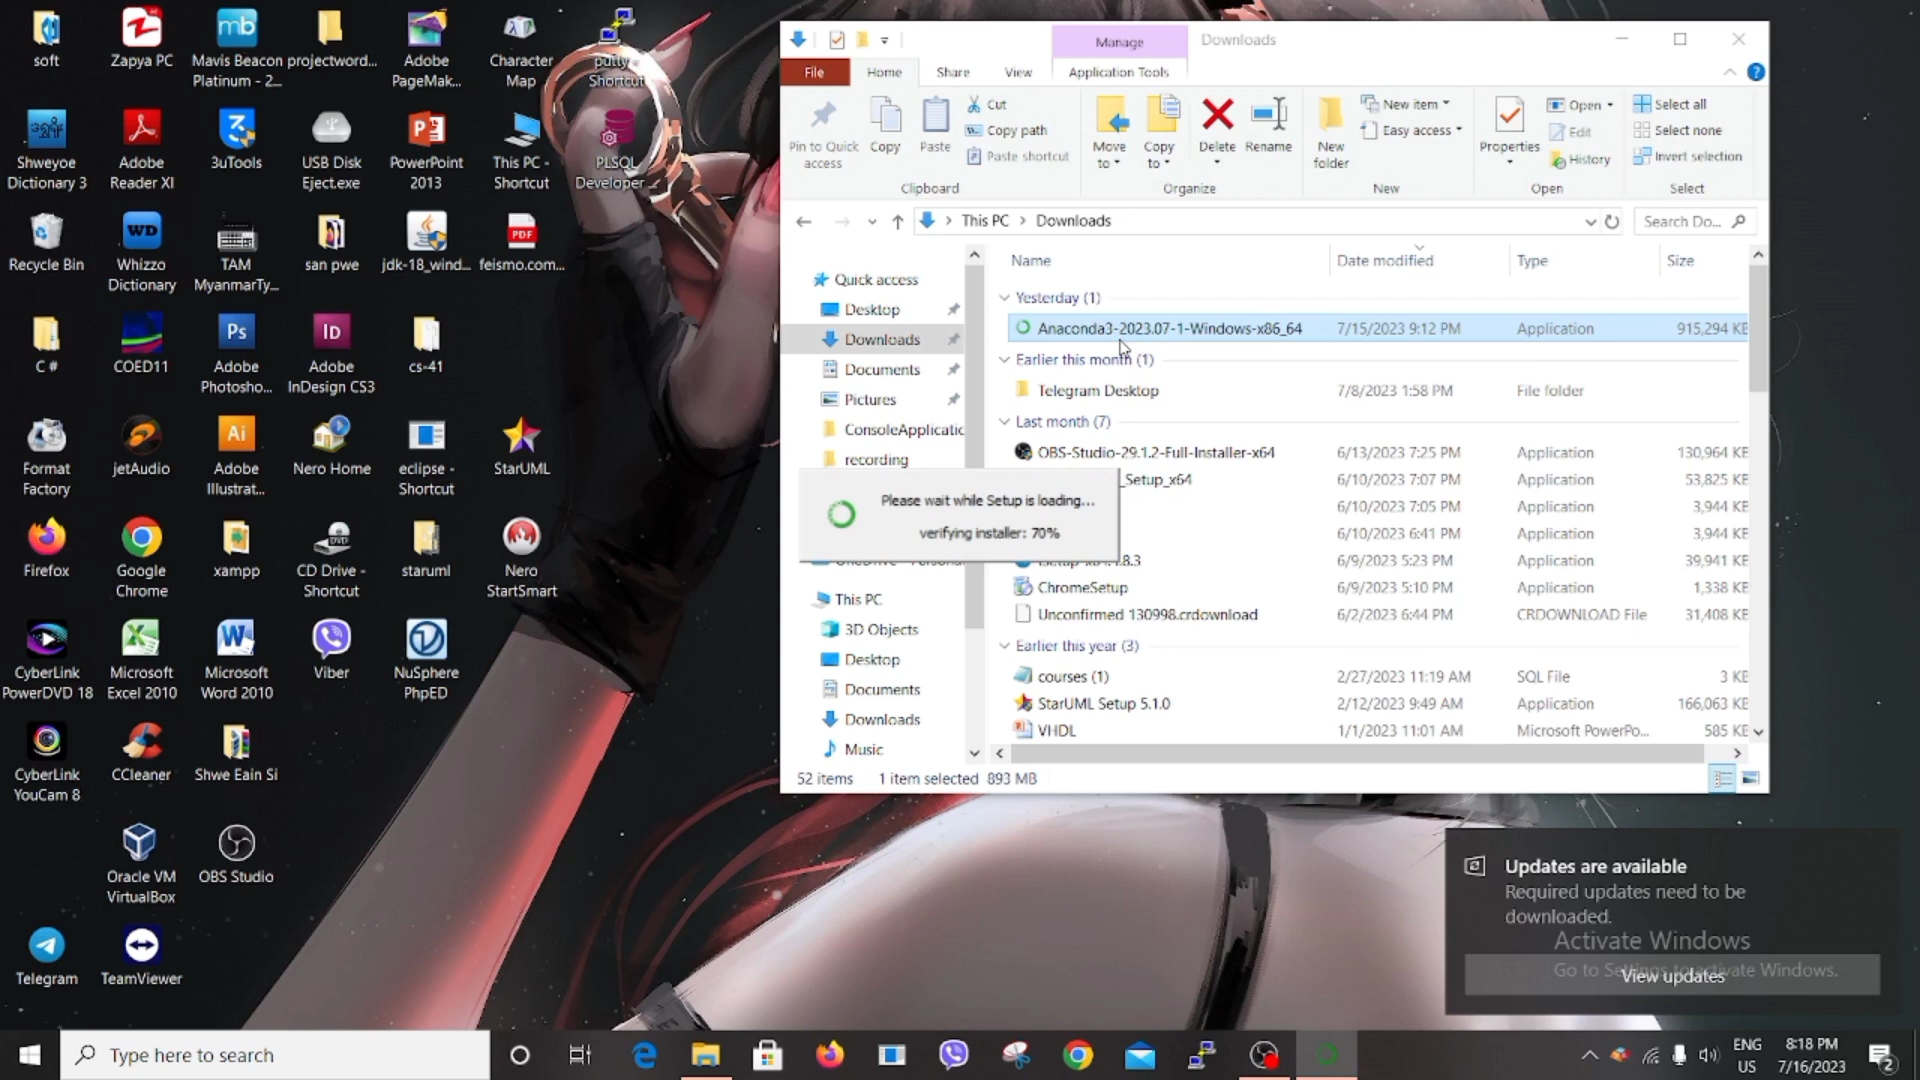 soft
Zapya PC
Mavis Beacon
Platinum - 2...
projectword...
Adobe
PageMak...
Character
Map
putty -
Shortcut
Shweyoe
Dictionary 3
Adobe
Reader XI
3uTools
USB Disk
Eject.exe
PowerPoint
2013
This PC -
Shortcut
PLSQL
Developer ...
Recycle Bin
Whizzo
Dictionary
TAM
MyanmarTy...
san pwe
jdk-18_wind...
feismo.com...
C #
COED11
Adobe
Photosho...
Adobe
InDesign CS3
cs-41
Format
Factory
jetAudio
Adobe
Illustrat...
Nero Home
eclipse -
Shortcut
StarUML
Firefox
Google
Chrome
xampp
CD Drive -
Shortcut
staruml
Nero
StartSmart
CyberLink
PowerDVD 18
Microsoft
Excel 2010
Microsoft
Word 2010
Viber
NuSphere
PhpED
CyberLink
YouCam 8
CCleaner
Shwe Eain Si
Oracle VM
VirtualBox
OBS Studio
Telegram
TeamViewer
Manage
Downloads
File
Home
Share
View
Application Tools
Pin to Quick
access
Copy
Paste
Cut
Copy path
Paste shortcut
Clipboard
Move
to
Copy
to
Delete
Rename
Organize
New
folder
New item
Easy access
New
Properties
Open
Edit
History
Open
Select all
Select none
Invert selection
Select
This PC > Downloads
Search Do...
Name
Date modified
Type
Size
Quick access
Desktop
Downloads
Documents
Pictures
ConsoleApplicatic
recording
This PC
3D Objects
Desktop
Documents
Downloads
Music
Yesterday (1)
Anaconda3-2023.07-1-Windows-x86_64 7/15/2023 9:12 PM Application 915,294 KB
Earlier this month (1)
Telegram Desktop 7/8/2023 1:58 PM File folder
Last month (7)
OBS-Studio-29.1.2-Full-Installer-x64 6/13/2023 7:25 PM Application 130,964 KB
_Setup_x64 6/10/2023 7:07 PM Application 53,825 KB
6/10/2023 7:05 PM Application 3,944 KB
6/10/2023 6:41 PM Application 3,944 KB
6/9/2023 5:23 PM Application 39,941 KB
ChromeSetup 6/9/2023 5:10 PM Application 1,338 KB
Unconfirmed 130998.crdownload 6/2/2023 6:44 PM CRDOWNLOAD File 31,408 KB
Earlier this year (3)
courses (1) 2/27/2023 11:19 AM SQL File 3 KB
StarUML Setup 5.1.0 2/12/2023 9:49 AM Application 166,063 KB
VHDL 1/1/2023 11:01 AM Microsoft PowerPo... 585 KB
52 items 1 item selected 893 MB
Please wait while Setup is loading...
verifying installer: 70%
Updates are available
Required updates need to be
downloaded.
Activate Windows
Go to Settings to activate Windows.
View updates
Type here to search
ENG
US
8:18 PM
7/16/2023
2